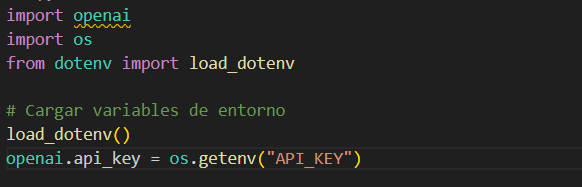 import openai
import os
from dotenv import load_dotenv
# Cargar variables de entorno
load_dotenv()
openai.api_key = os.getenv("API_KEY")